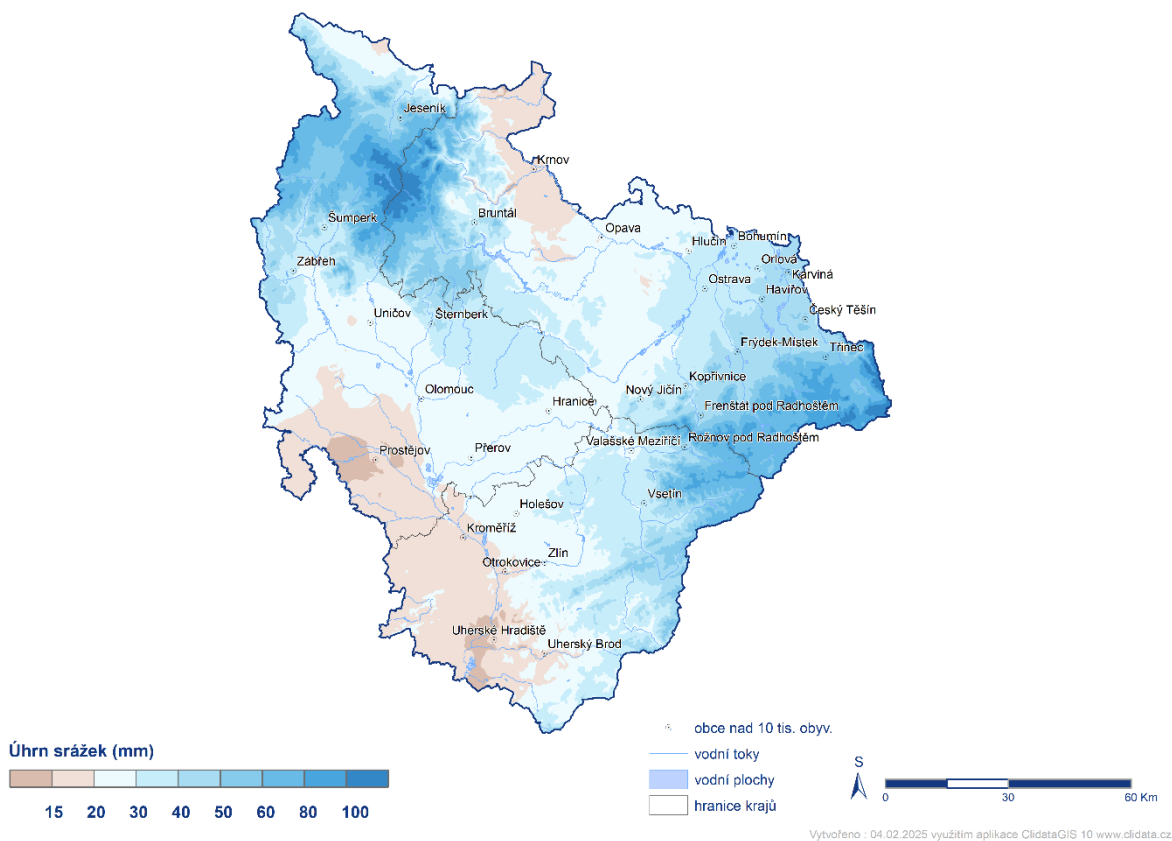 Jeseník
Krnov
Šumperk
Bruntál
Opava
Hlučín
Bohumín
Orlová
Zábřeh
Karviná
Ostrava
Havířov
Uničov
Šternberk
Český Těšín
Frýdek-Místek
Třinec
Kopřivnice
Olomouc
Nový Jičín
Hranice
Frenštát pod Radhoštěm
Valašské Meziříčí
Rožnov pod Radhoštěm
Prostějov
Přerov
Vsetín
Holešov
Kroměříž
Zlín
Otrokovice
Uherské Hradiště
Uherský Brod
Úhrn srážek (mm)
15 20 30 40 50 60 80 100
obce nad 10 tis. obyv.
vodní toky
vodní plochy
hranice krajů
S
0 30 60 Km
Vytvořeno : 04.02.2025 využitím aplikace ClidataGIS 10 www.clidata.cz